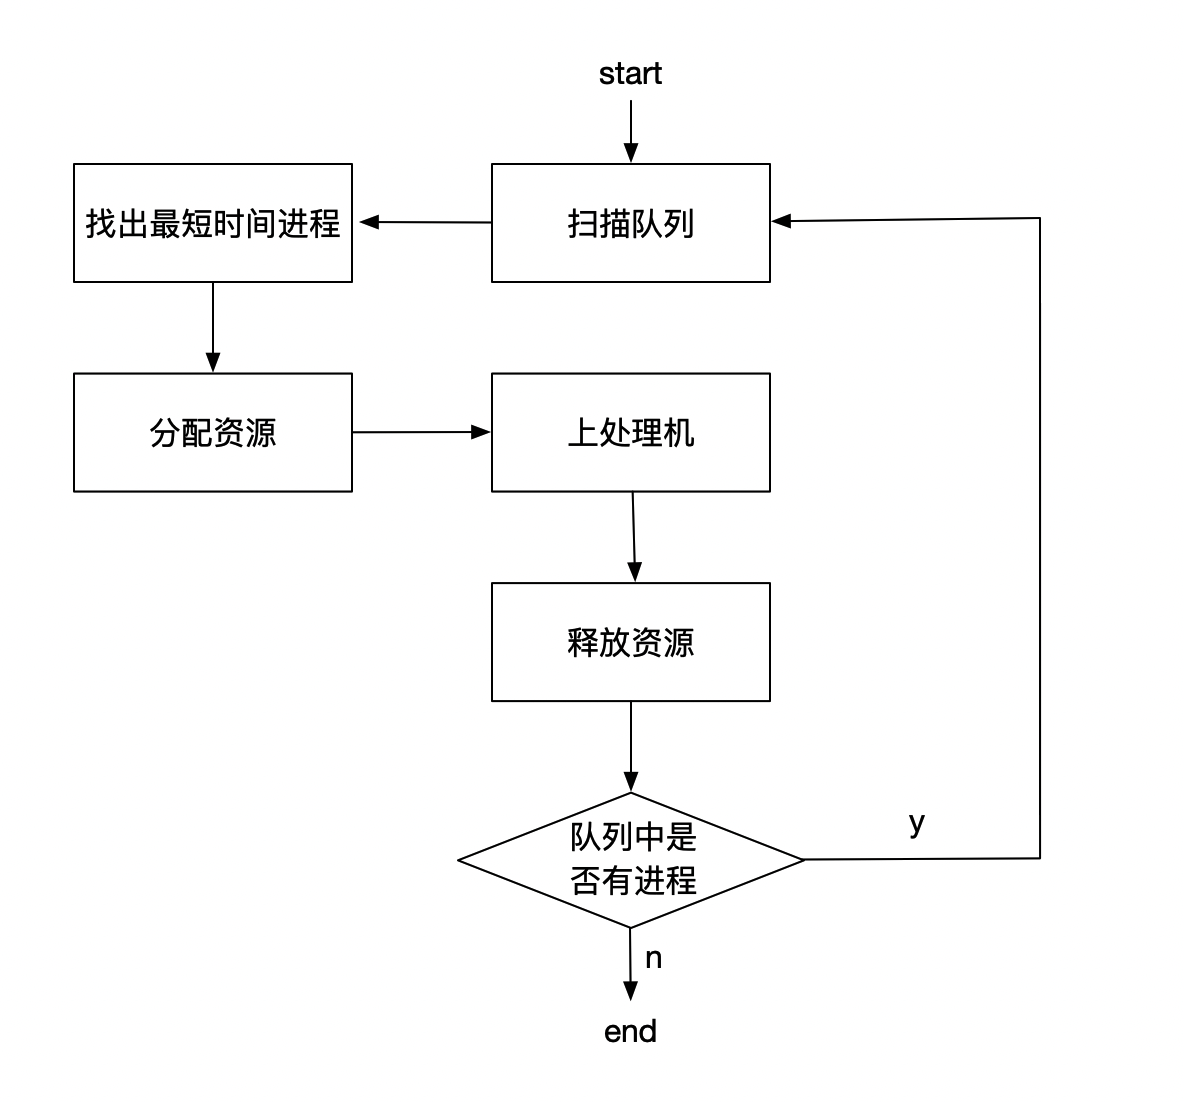 start
找出最短时间进程
扫描队列
分配资源
上处理机
释放资源
队列中是
否有进程
y
n
end